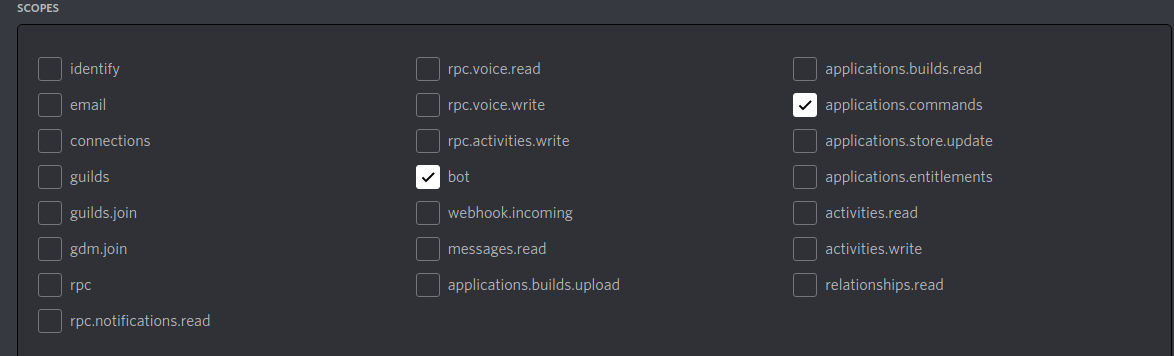 SCOPES
identify
email
connections
guilds
guilds.join
gdm.join
rpc
rpc.notifications.read
rpc.voice.read
rpc.voice.write
rpc.activities.write
bot
webhook.incoming
messages.read
applications.builds.upload
applications.builds.read
applications.commands
applications.store.update
applications.entitlements
activities.read
activities.write
relationships.read